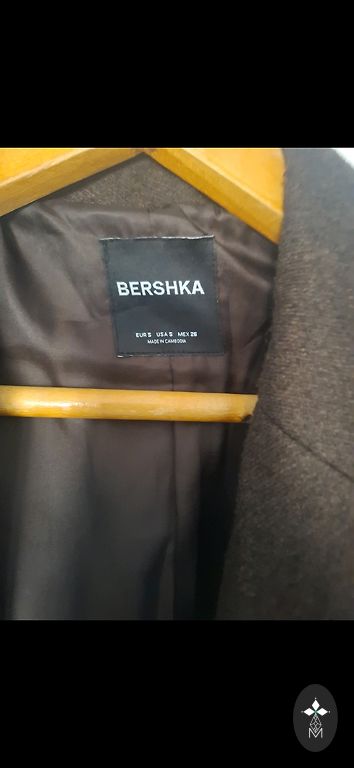 BERSHKA
EUR S USA S MEX 26
MADE IN CAMBODIA
M